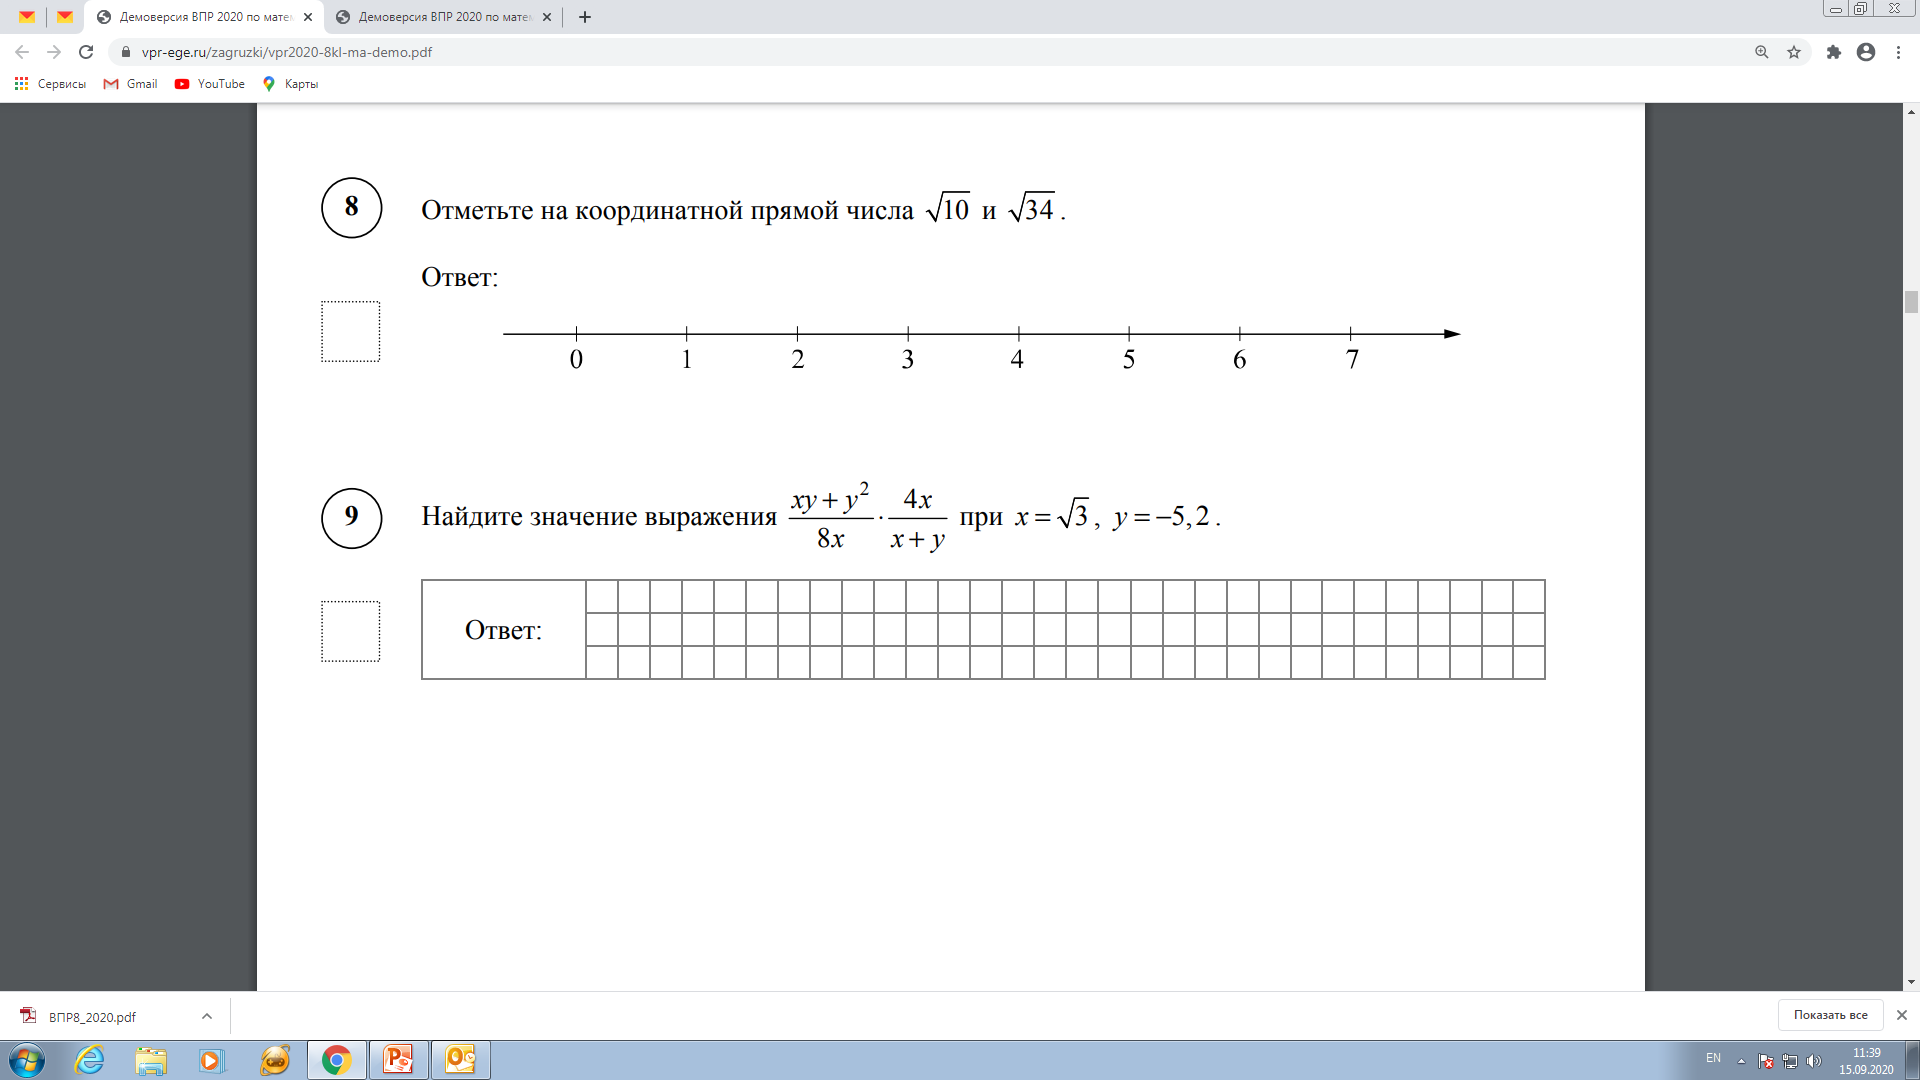 Демоверсия ВПР 2020 по матем
Демоверсия ВПР 2020 по матем
vpr-ege.ru/zagruzki/vpr2020-8kl-ma-demo.pdf
Сервисы Gmail YouTube Карты
8 Отметьте на координатной прямой числа √10 и √34 .
Ответ:
0 1 2 3 4 5 6 7
9 Найдите значение выражения (xy + y²)/(8x) · (4x)/(x + y) при x = √3 , y = −5,2 .
Ответ:
ВПР8_2020.pdf
Показать все
EN
11:39
15.09.2020